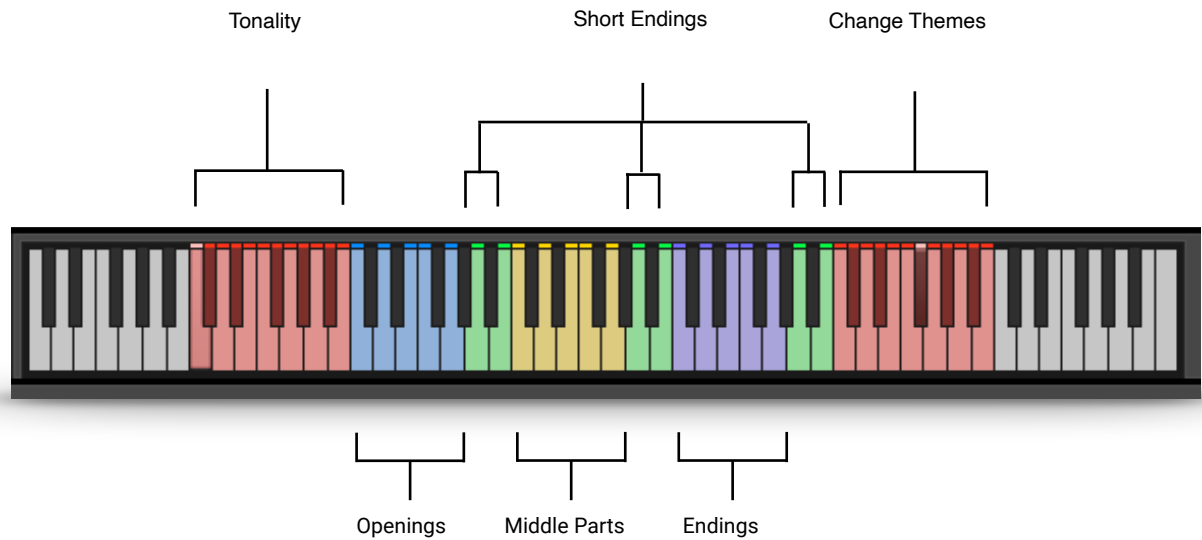 Tonality
Short Endings
Change Themes
Openings
Middle Parts
Endings